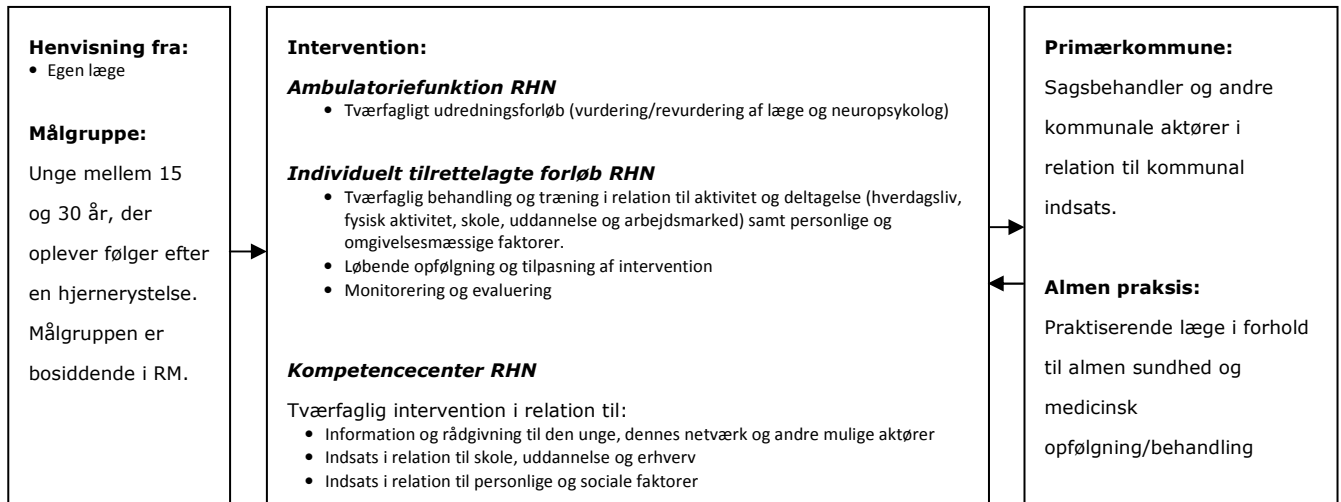 Henvisning fra:
• Egen læge
Målgruppe:
Unge mellem 15
og 30 år, der
oplever følger efter
en hjernerystelse.
Målgruppen er
bosiddende i RM.
Intervention:
Ambulatoriefunktion RHN
• Tværfagligt udredningsforløb (vurdering/revurdering af læge og neuropsykolog)
Individuelt tilrettelagte forløb RHN
• Tværfaglig behandling og træning i relation til aktivitet og deltagelse (hverdagsliv,
fysisk aktivitet, skole, uddannelse og arbejdsmarked) samt personlige og
omgivelsesmæssige faktorer.
• Løbende opfølgning og tilpasning af intervention
• Monitorering og evaluering
Kompetencecenter RHN
Tværfaglig intervention i relation til:
• Information og rådgivning til den unge, dennes netværk og andre mulige aktører
• Indsats i relation til skole, uddannelse og erhverv
• Indsats i relation til personlige og sociale faktorer
Primærkommune:
Sagsbehandler og andre
kommunale aktører i
relation til kommunal
indsats.
Almen praksis:
Praktiserende læge i forhold
til almen sundhed og
medicinsk
opfølgning/behandling